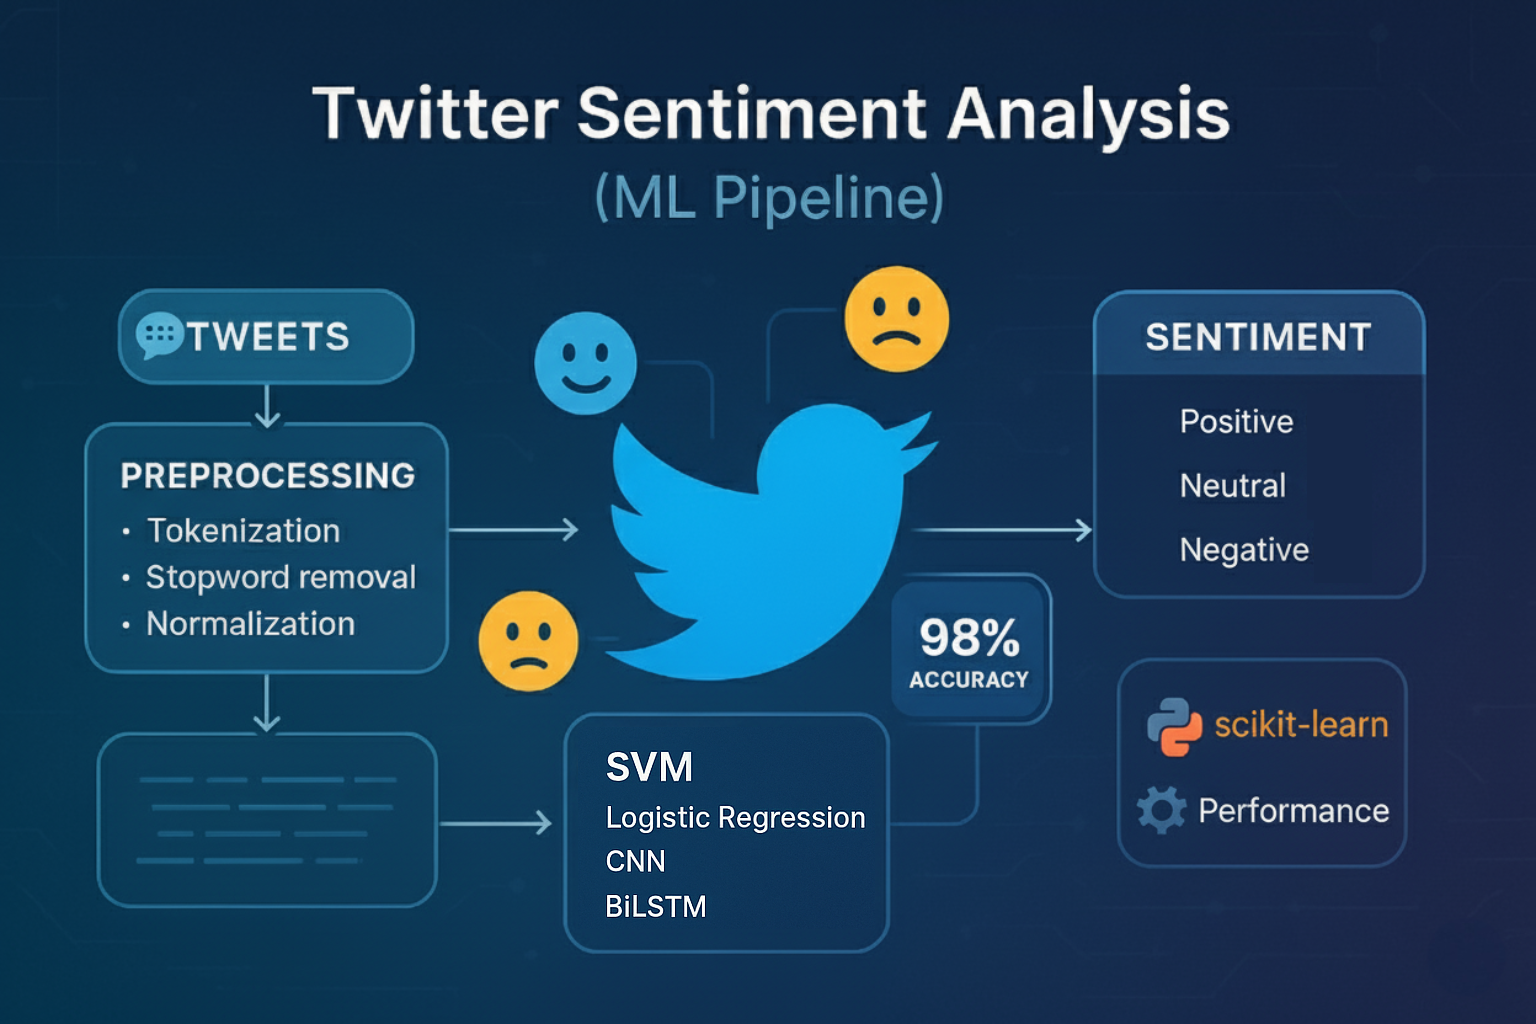 Twitter Sentiment Analysis
(ML Pipeline)
TWEETS
PREPROCESSING
• Tokenization
• Stopword removal
• Normalization
SVM
Logistic Regression
CNN
BiLSTM
98%
ACCURACY
SENTIMENT
Positive
Neutral
Negative
scikit-learn
Performance